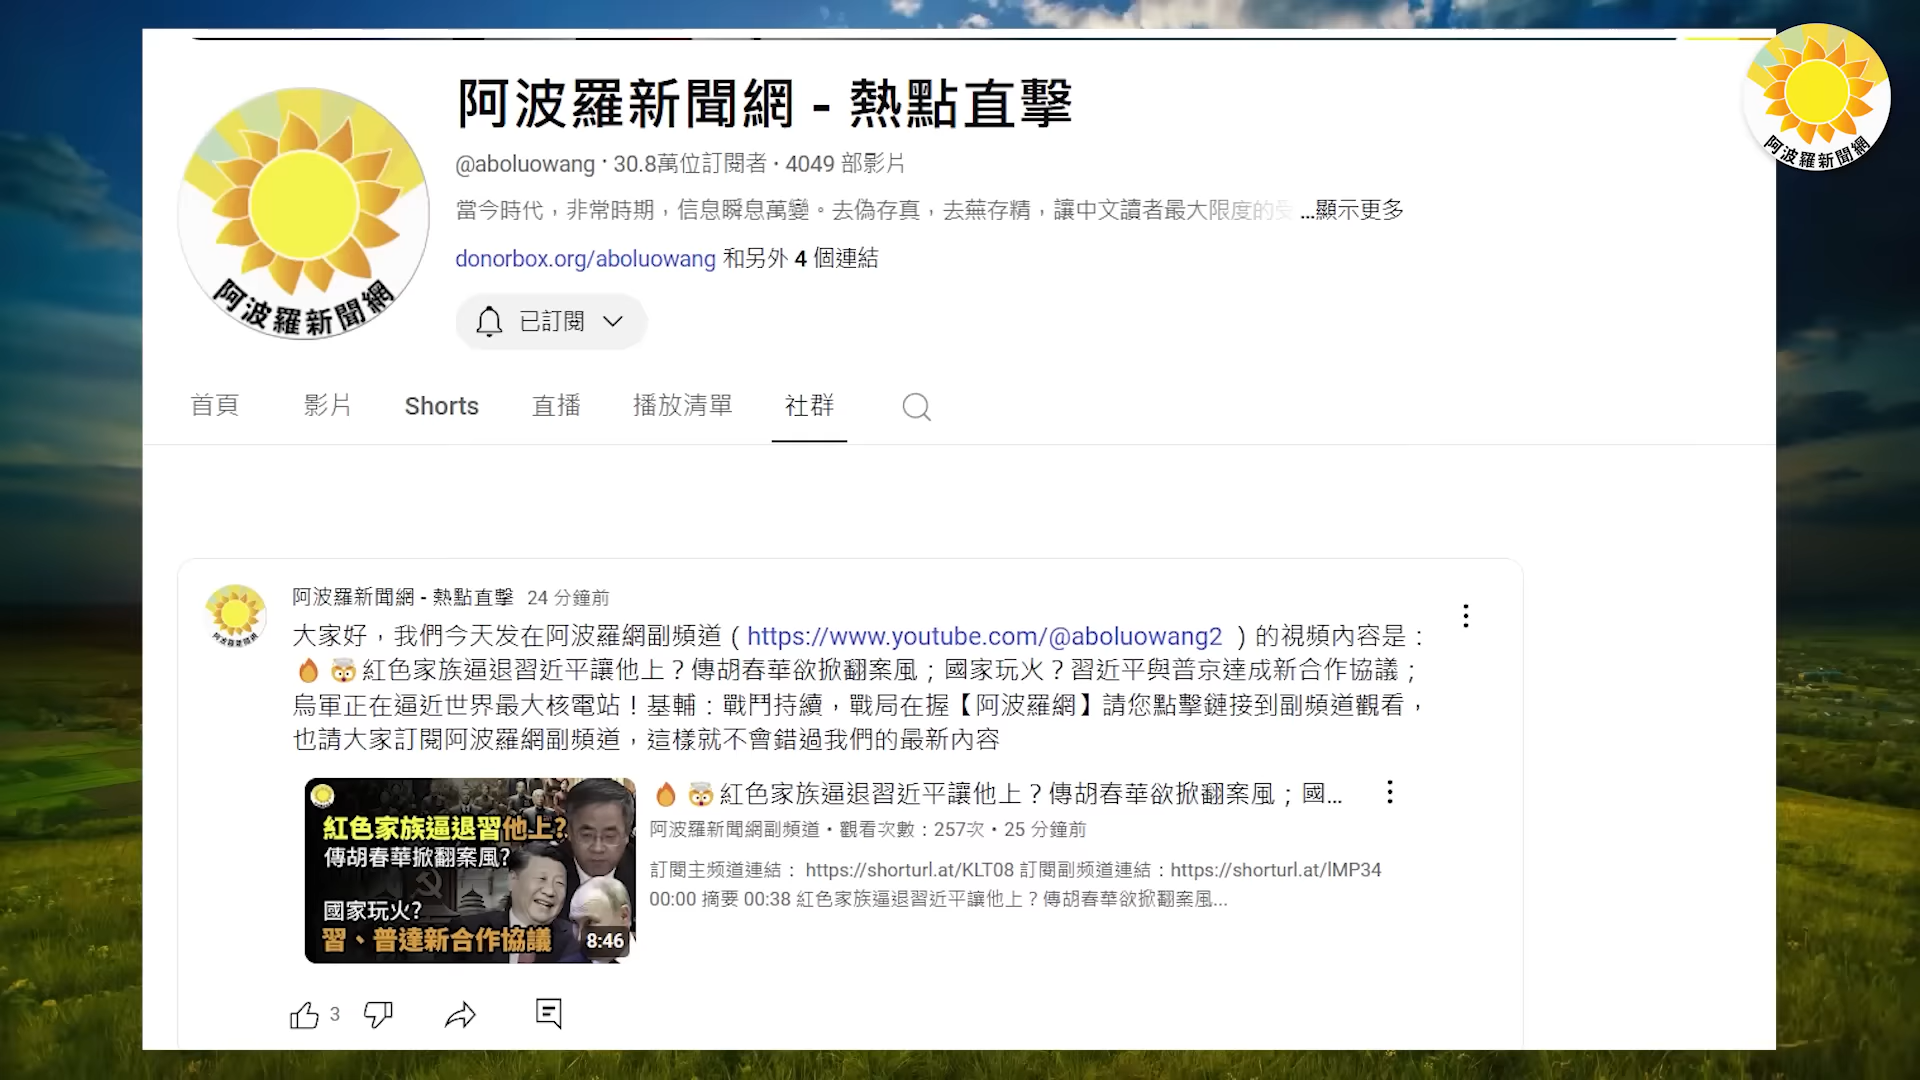 阿波羅新聞網 - 熱點直擊
@aboluowang · 30.8萬位訂閱者 · 4049 部影片
當今時代，非常時期，信息瞬息萬變。去偽存真，去蕪存精，讓中文讀者最大限度的受 ...顯示更多
donorbox.org/aboluowang 和另外 4 個連結
已訂閱
阿波羅新聞網
阿波羅新聞網
首頁 影片 Shorts 直播 播放清單 社群
阿波羅新聞網 - 熱點直擊 24 分鐘前
大家好，我們今天发在阿波羅網副頻道 ( https://www.youtube.com/@aboluowang2 ) 的視頻內容是：
🔥 🤯 紅色家族逼退習近平讓他上？傳胡春華欲掀翻案風；國家玩火？習近平與普京達成新合作協議；
烏軍正在逼近世界最大核電站！基輔：戰鬥持續，戰局在握【阿波羅網】請您點擊鏈接到副頻道觀看，
也請大家訂閱阿波羅網副頻道，這樣就不會錯過我們的最新內容
阿波羅新聞網
紅色家族逼退習他上?
傳胡春華掀翻案風?
國家玩火?
習、普達新合作協議
8:46
🔥 🤯 紅色家族逼退習近平讓他上？傳胡春華欲掀翻案風；國...
阿波羅新聞網副頻道 · 觀看次數：257次 · 25 分鐘前
訂閱主頻道連結： https://shorturl.at/KLT08 訂閱副頻道連結：https://shorturl.at/lMP34
00:00 摘要 00:38 紅色家族逼退習近平讓他上？傳胡春華欲掀翻案風...
3